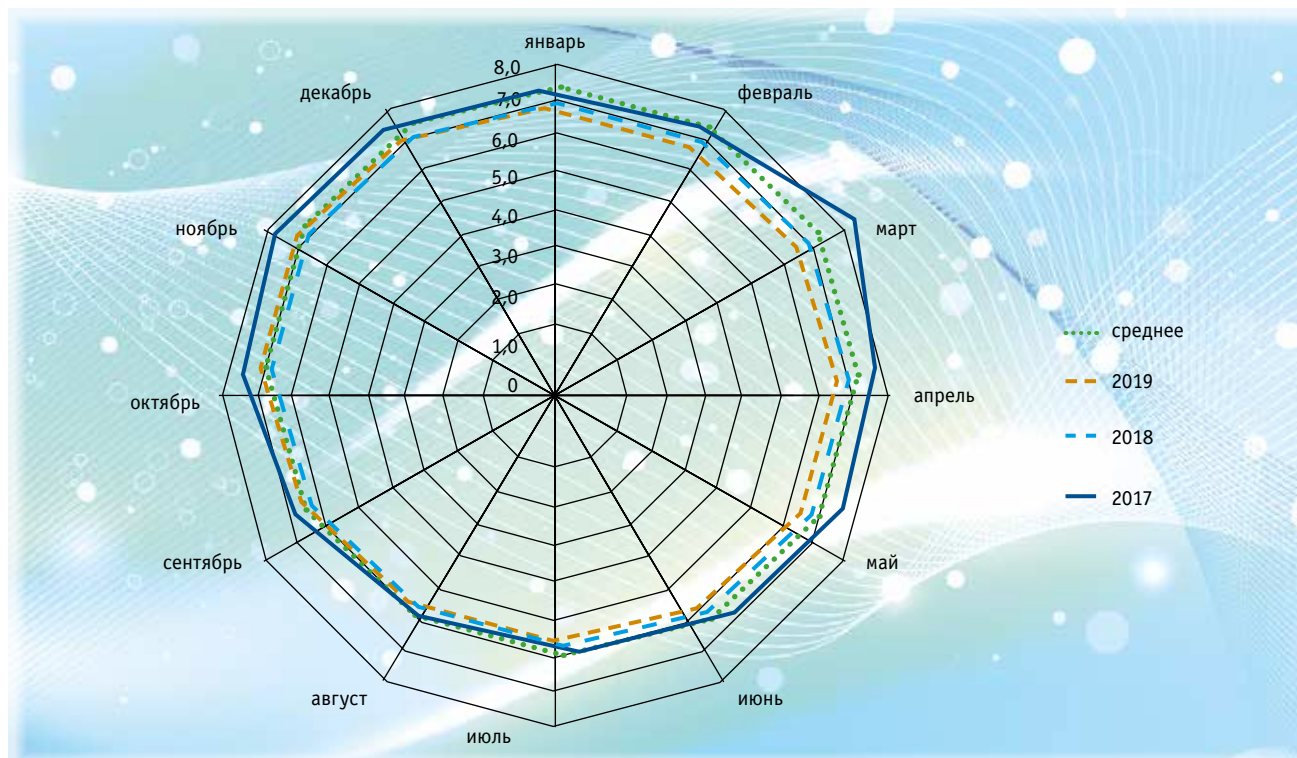 январь
февраль
март
апрель
май
июнь
июль
август
сентябрь
октябрь
ноябрь
декабрь
8,0
7,0
6,0
5,0
4,0
3,0
2,0
1,0
0
среднее
2019
2018
2017